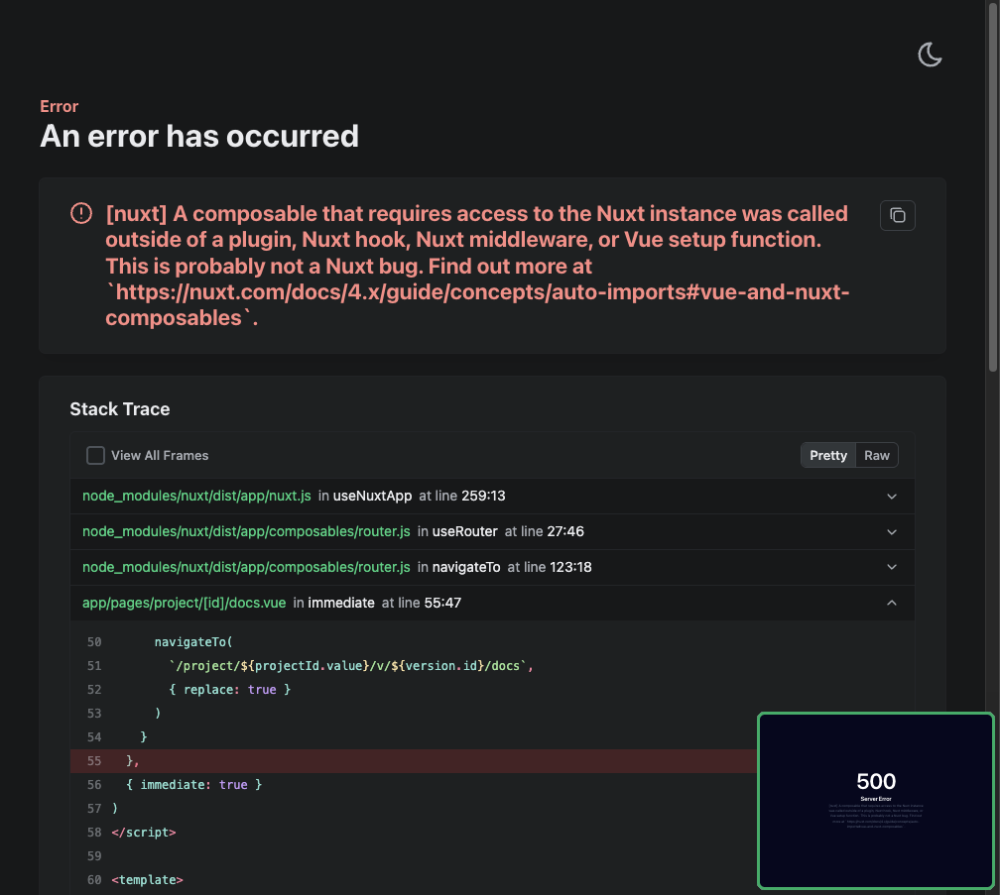 Error
An error has occurred
[nuxt] A composable that requires access to the Nuxt instance was called
outside of a plugin, Nuxt hook, Nuxt middleware, or Vue setup function.
This is probably not a Nuxt bug. Find out more at
`https://nuxt.com/docs/4.x/guide/concepts/auto-imports#vue-and-nuxt-
composables`.
Stack Trace
View All Frames
Pretty Raw
node_modules/nuxt/dist/app/nuxt.js in useNuxtApp at line 259:13
node_modules/nuxt/dist/app/composables/router.js in useRouter at line 27:46
node_modules/nuxt/dist/app/composables/router.js in navigateTo at line 123:18
app/pages/project/[id]/docs.vue in immediate at line 55:47
50 navigateTo(
51 `/project/${projectId.value}/v/${version.id}/docs`,
52 { replace: true }
53 )
54 }
55 },
56 { immediate: true }
57 )
58 </script>
59
60 <template>
500
Server Error